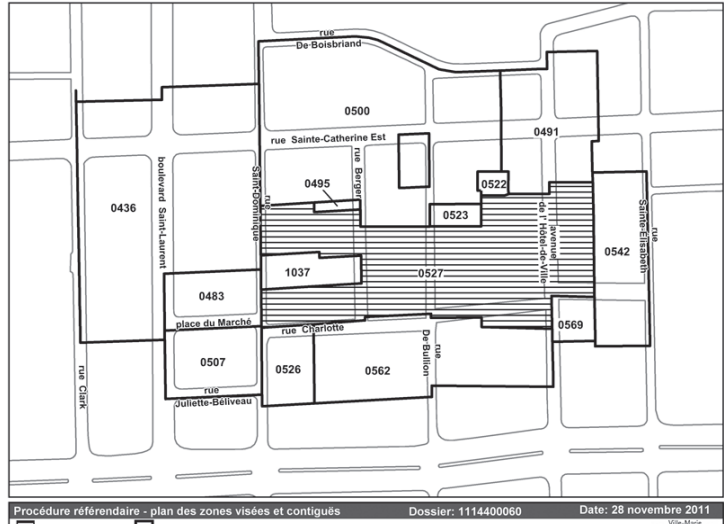 rue
De Boisbriand
0500
0491
rue Sainte-Catherine Est
rue Berger
0495
0522
0523
0436
boulevard Saint-Laurent
rue
Saint-Dominique
avenue
de l'Hôtel-de-Ville
rue
Sainte-Élisabeth
0542
1037
0527
0483
place du Marché
rue Charlotte
0569
0507
0526
0562
rue
De Bullion
rue Clark
rue
Juliette-Béliveau
Procédure référendaire - plan des zones visées et contiguës
Dossier: 1114400060
Date: 28 novembre 2011
Ville-Marie